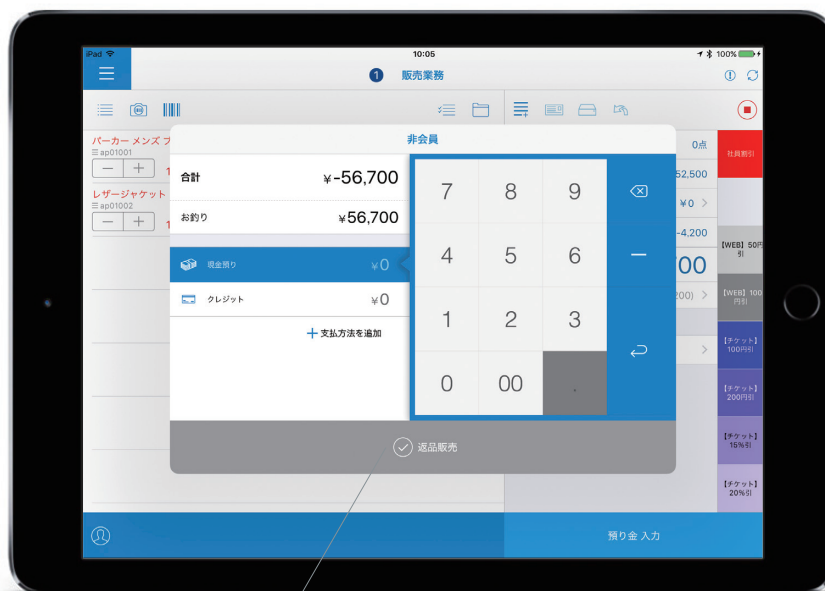 iPad
10:05
100%
1 販売業務
パーカー メンズ
ap01001
レザージャケット
ap01002
非会員
合計 ¥-56,700
お釣り ¥56,700
現金預り ¥0
クレジット ¥0
支払方法を追加
7 8 9
4 5 6 −
1 2 3
0 00 .
返品販売
0点
52,500
¥0
-4,200
00
200)
社員割引
【WEB】50円
引
【WEB】100
円引
【チケット】
100円引
【チケット】
200円引
【チケット】
15%引
【チケット】
20%引
預り金 入力